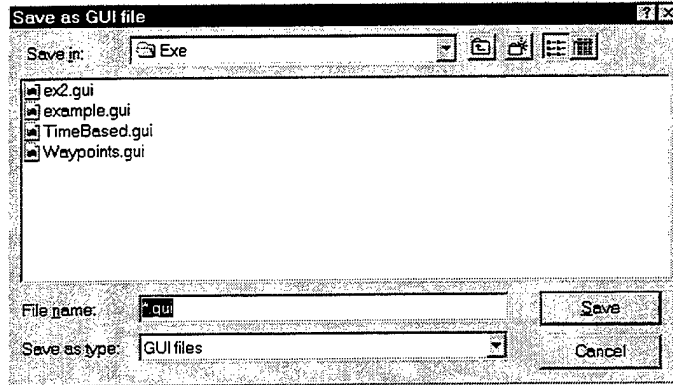 Save as GUI file
Save in: Exe
ex2.gui
example.gui
TimeBased.gui
Waypoints.gui
File name: *.gui Save
Save as type: GUI files Cancel